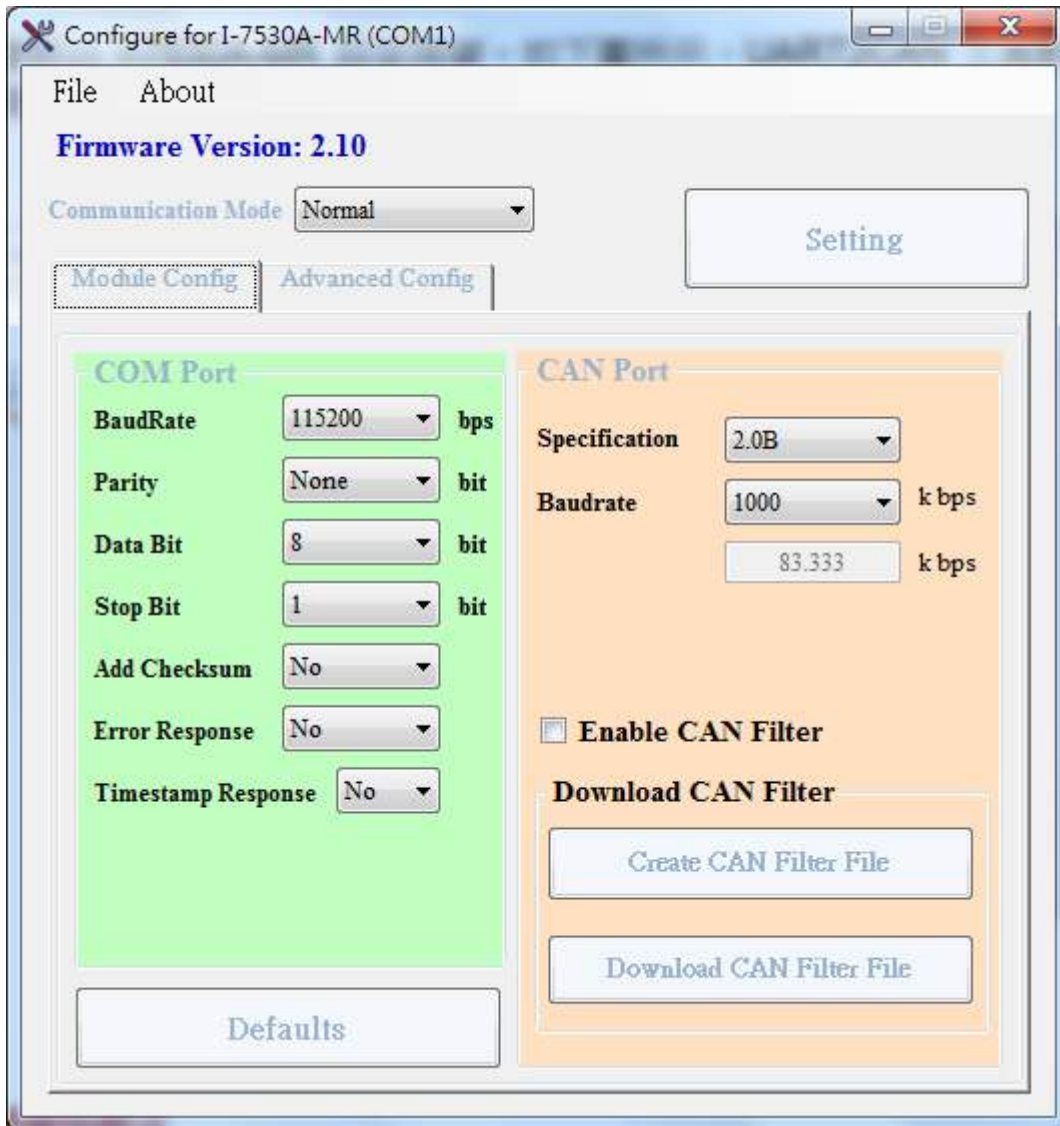 Configure for I-7530A-MR (COM1)
File About
Firmware Version: 2.10
Communication Mode Normal
Setting
Module Config Advanced Config
COM Port
BaudRate 115200 bps
Parity None bit
Data Bit 8 bit
Stop Bit 1 bit
Add Checksum No
Error Response No
Timestamp Response No
Defaults
CAN Port
Specification 2.0B
Baudrate 1000 k bps
83.333 k bps
Enable CAN Filter
Download CAN Filter
Create CAN Filter File
Download CAN Filter File